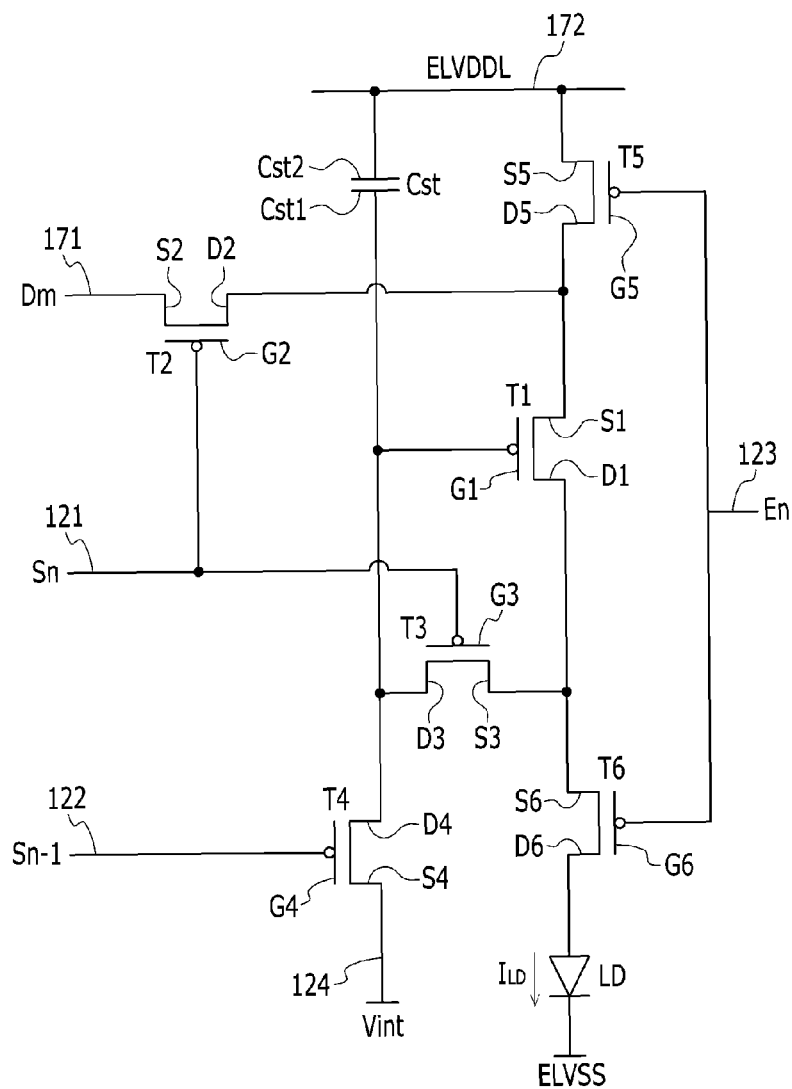 172
ELVDDL
Cst2
Cst
Cst1
S5
T5
D5
G5
171
S2
D2
Dm
T2
G2
T1
S1
G1
D1
123
En
121
Sn
G3
T3
D3
S3
T6
122
T4
S6
Sn-1
D4
D6
G6
G4
S4
124
ILD
LD
Vint
ELVSS